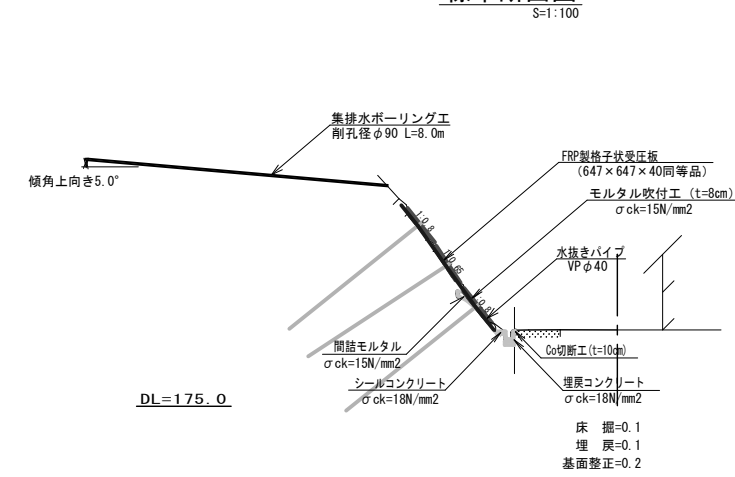 S=1:100
集排水ボーリング工
削孔径φ90 L=8.0m
傾角上向き5.0°
FRP製格子状受圧板
(647×647×40同等品)
モルタル吹付工 (t=8cm)
σck=15N/mm2
水抜きパイプ
VPφ40
1:0.8
間詰モルタル
σck=15N/mm2
Co切断工(t=10cm)
シールコンクリート
σck=18N/mm2
埋戻コンクリート
σck=18N/mm2
DL=175.0
床 掘=0.1
埋 戻=0.1
基面整正=0.2